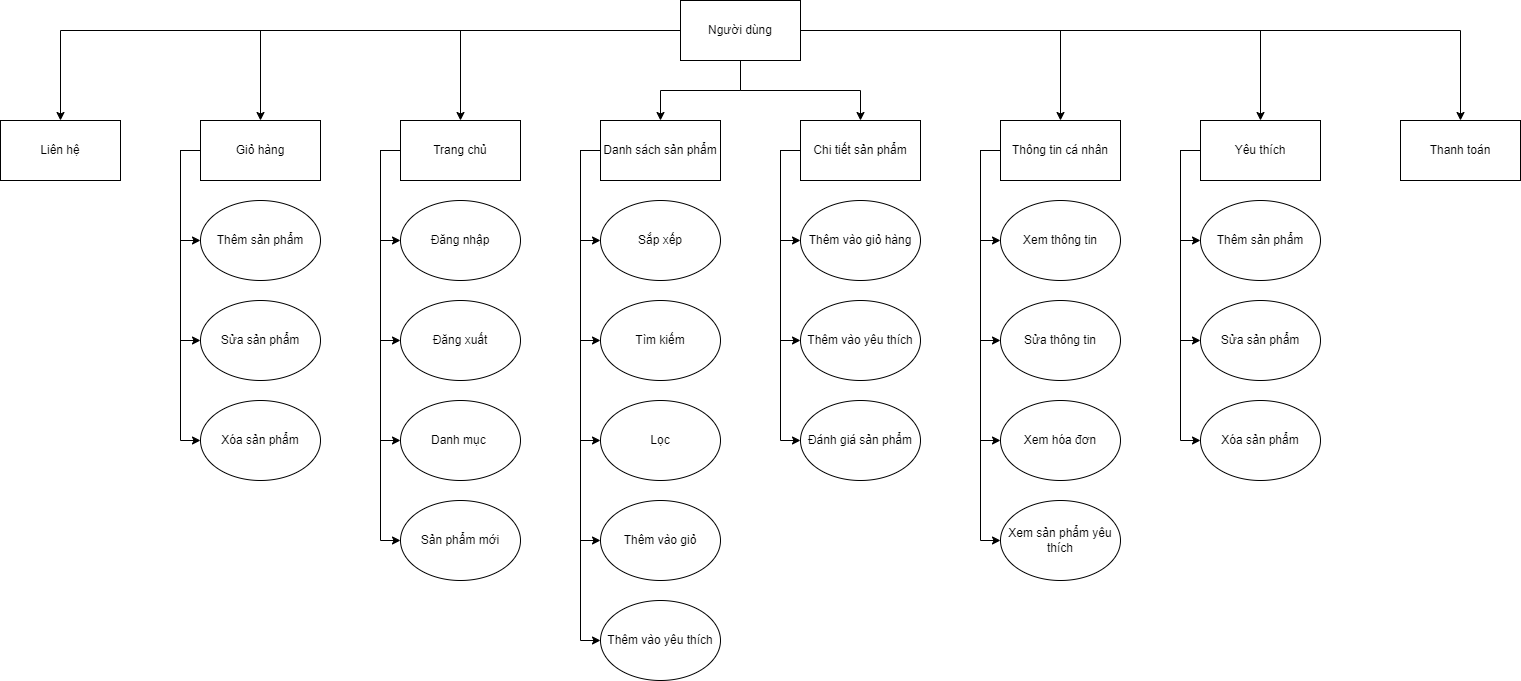 Người dùng
Liên hệ
Giỏ hàng
Trang chủ
Danh sách sản phẩm
Chi tiết sản phẩm
Thông tin cá nhân
Yêu thích
Thanh toán
Thêm sản phẩm
Đăng nhập
Sắp xếp
Thêm vào giỏ hàng
Xem thông tin
Thêm sản phẩm
Sửa sản phẩm
Đăng xuất
Tìm kiếm
Thêm vào yêu thích
Sửa thông tin
Sửa sản phẩm
Xóa sản phẩm
Danh mục
Lọc
Đánh giá sản phẩm
Xem hóa đơn
Xóa sản phẩm
Sản phẩm mới
Thêm vào giỏ
Xem sản phẩm yêu
thích
Thêm vào yêu thích